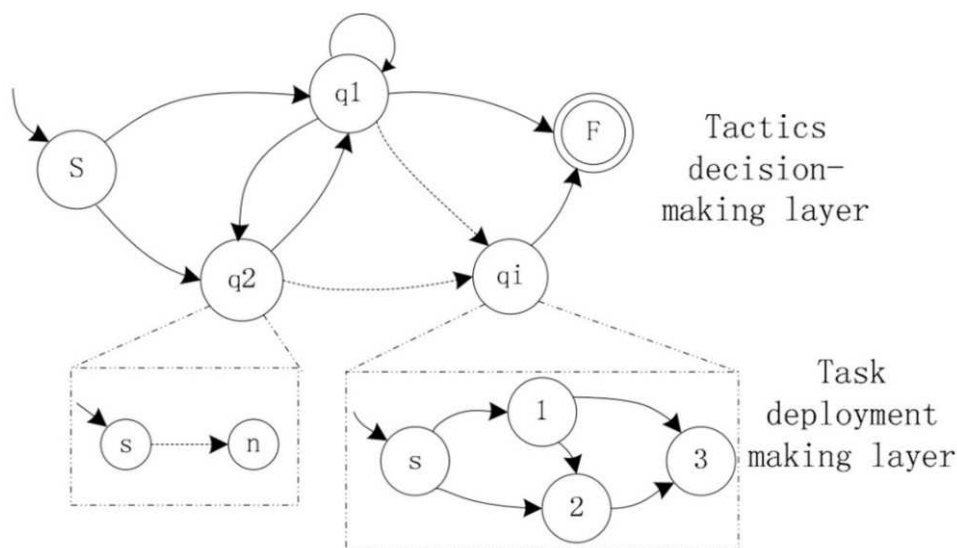 q1
F
S
Tactics
decision-
making layer
q2
qi
Task
deployment
making layer
s
n
s
1
2
3